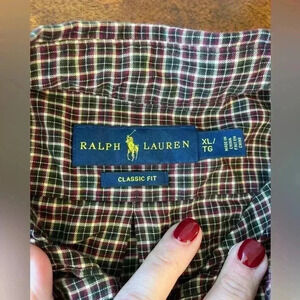 RALPH LAUREN
XL/
TG
CLASSIC FIT